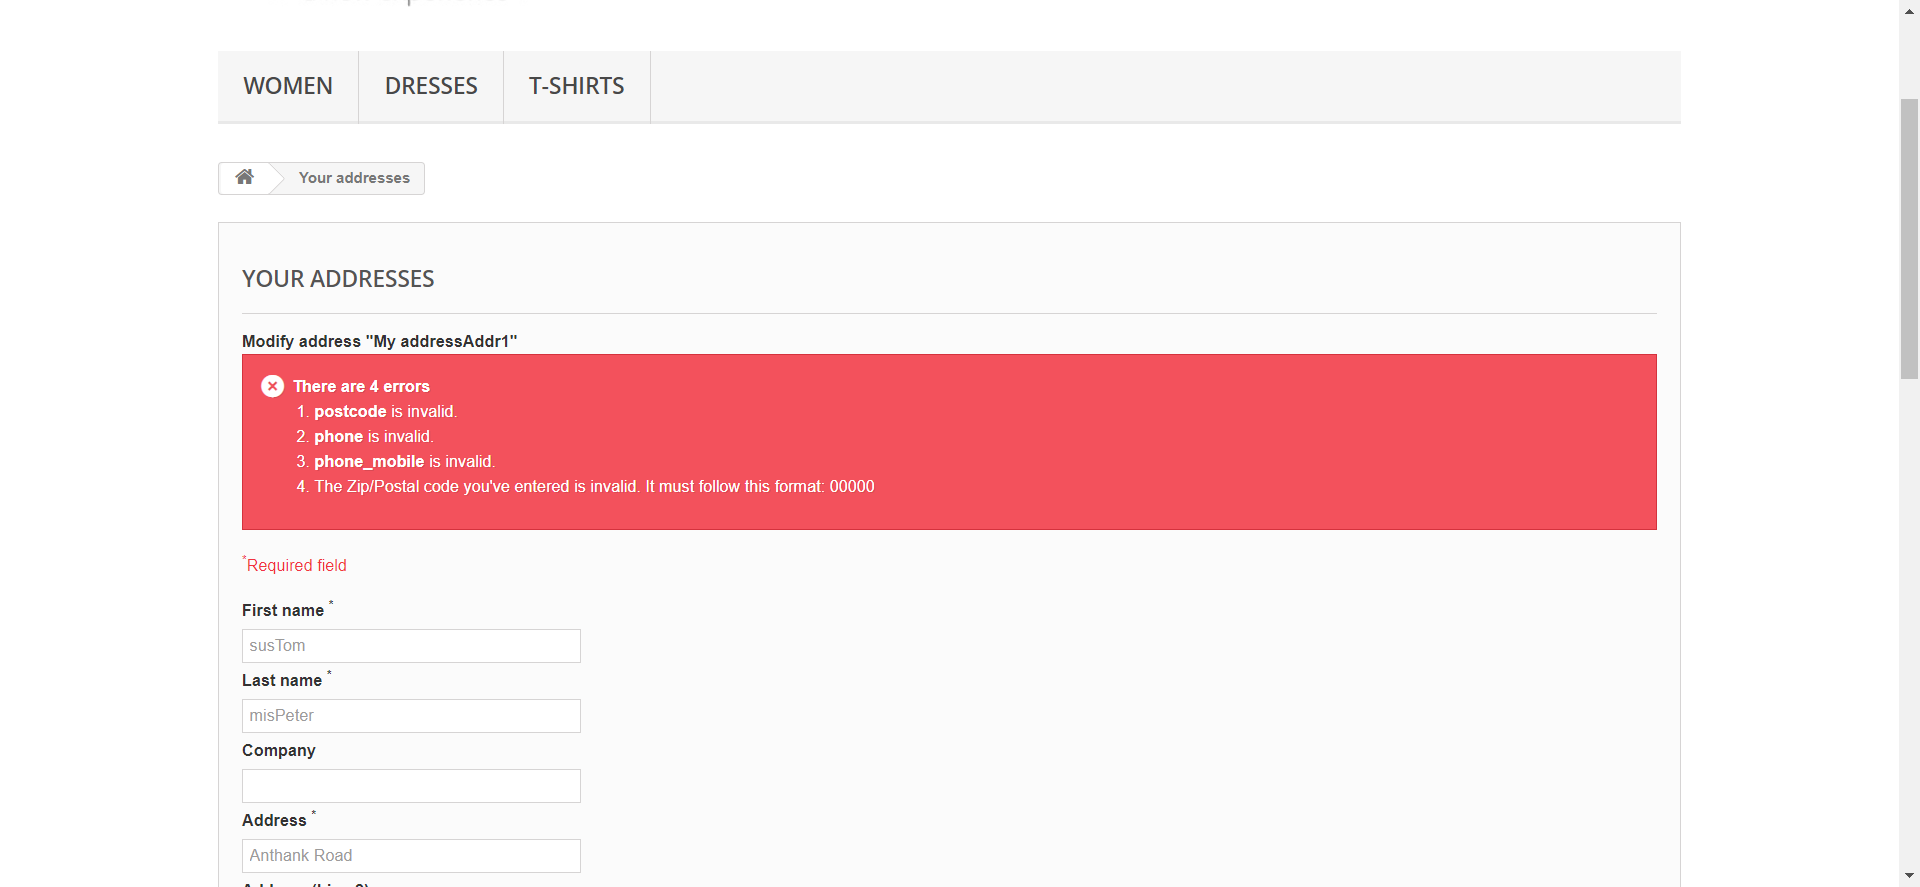 WOMEN DRESSES T-SHIRTS
Your addresses
YOUR ADDRESSES
Modify address "My addressAddr1"
There are 4 errors
1. postcode is invalid.
2. phone is invalid.
3. phone_mobile is invalid.
4. The Zip/Postal code you've entered is invalid. It must follow this format: 00000
*Required field
First name *
susTom
Last name *
misPeter
Company
Address *
Anthank Road